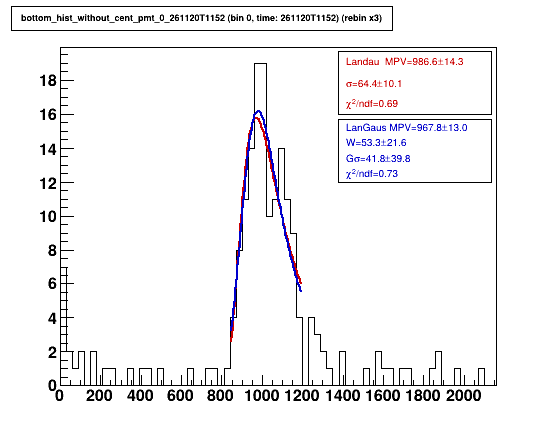 bottom_hist_without_cent_pmt_0_261120T1152 (bin 0, time: 261120T1152) (rebin x3)
Landau  MPV=986.6±14.3
σ=64.4±10.1
χ²/ndf=0.69
LanGaus MPV=967.8±13.0
W=53.3±21.6
Gσ=41.8±39.8
χ²/ndf=0.73
18
16
14
12
10
8
6
4
2
0
0 200 400 600 800 1000 1200 1400 1600 1800 2000